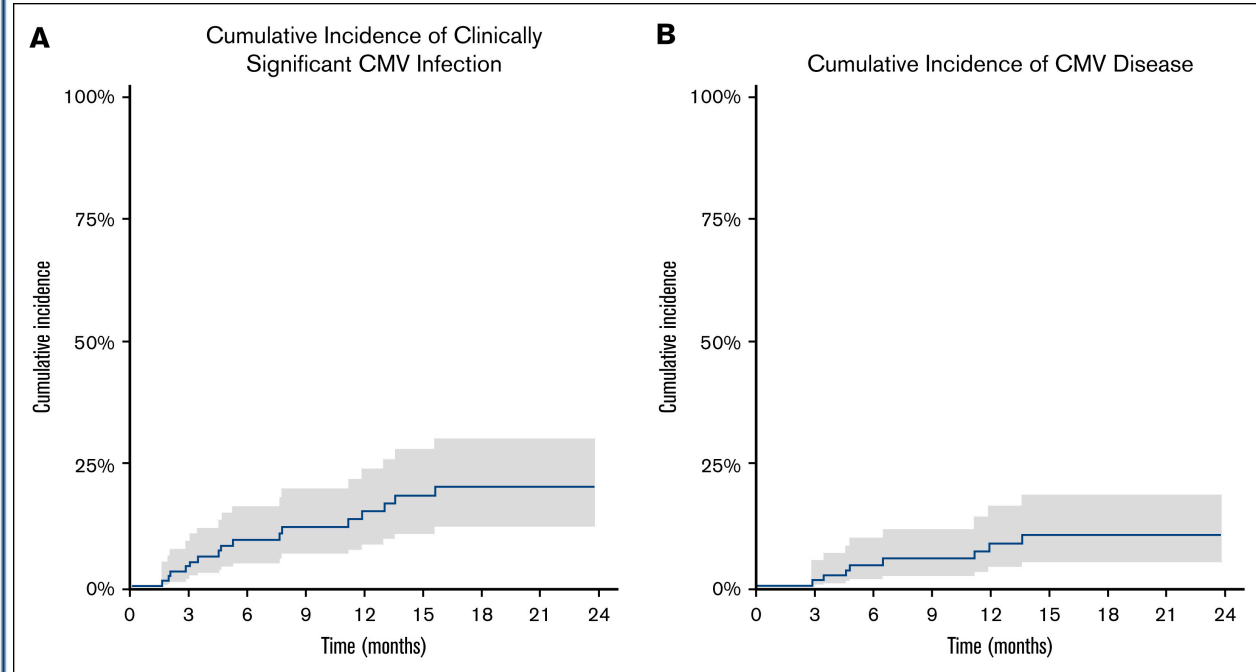 A
Cumulative Incidence of Clinically
Significant CMV Infection
100%
75%
50%
25%
0%
Cumulative incidence
0 3 6 9 12 15 18 21 24
Time (months)
B
Cumulative Incidence of CMV Disease
100%
75%
50%
25%
0%
Cumulative incidence
0 3 6 9 12 15 18 21 24
Time (months)